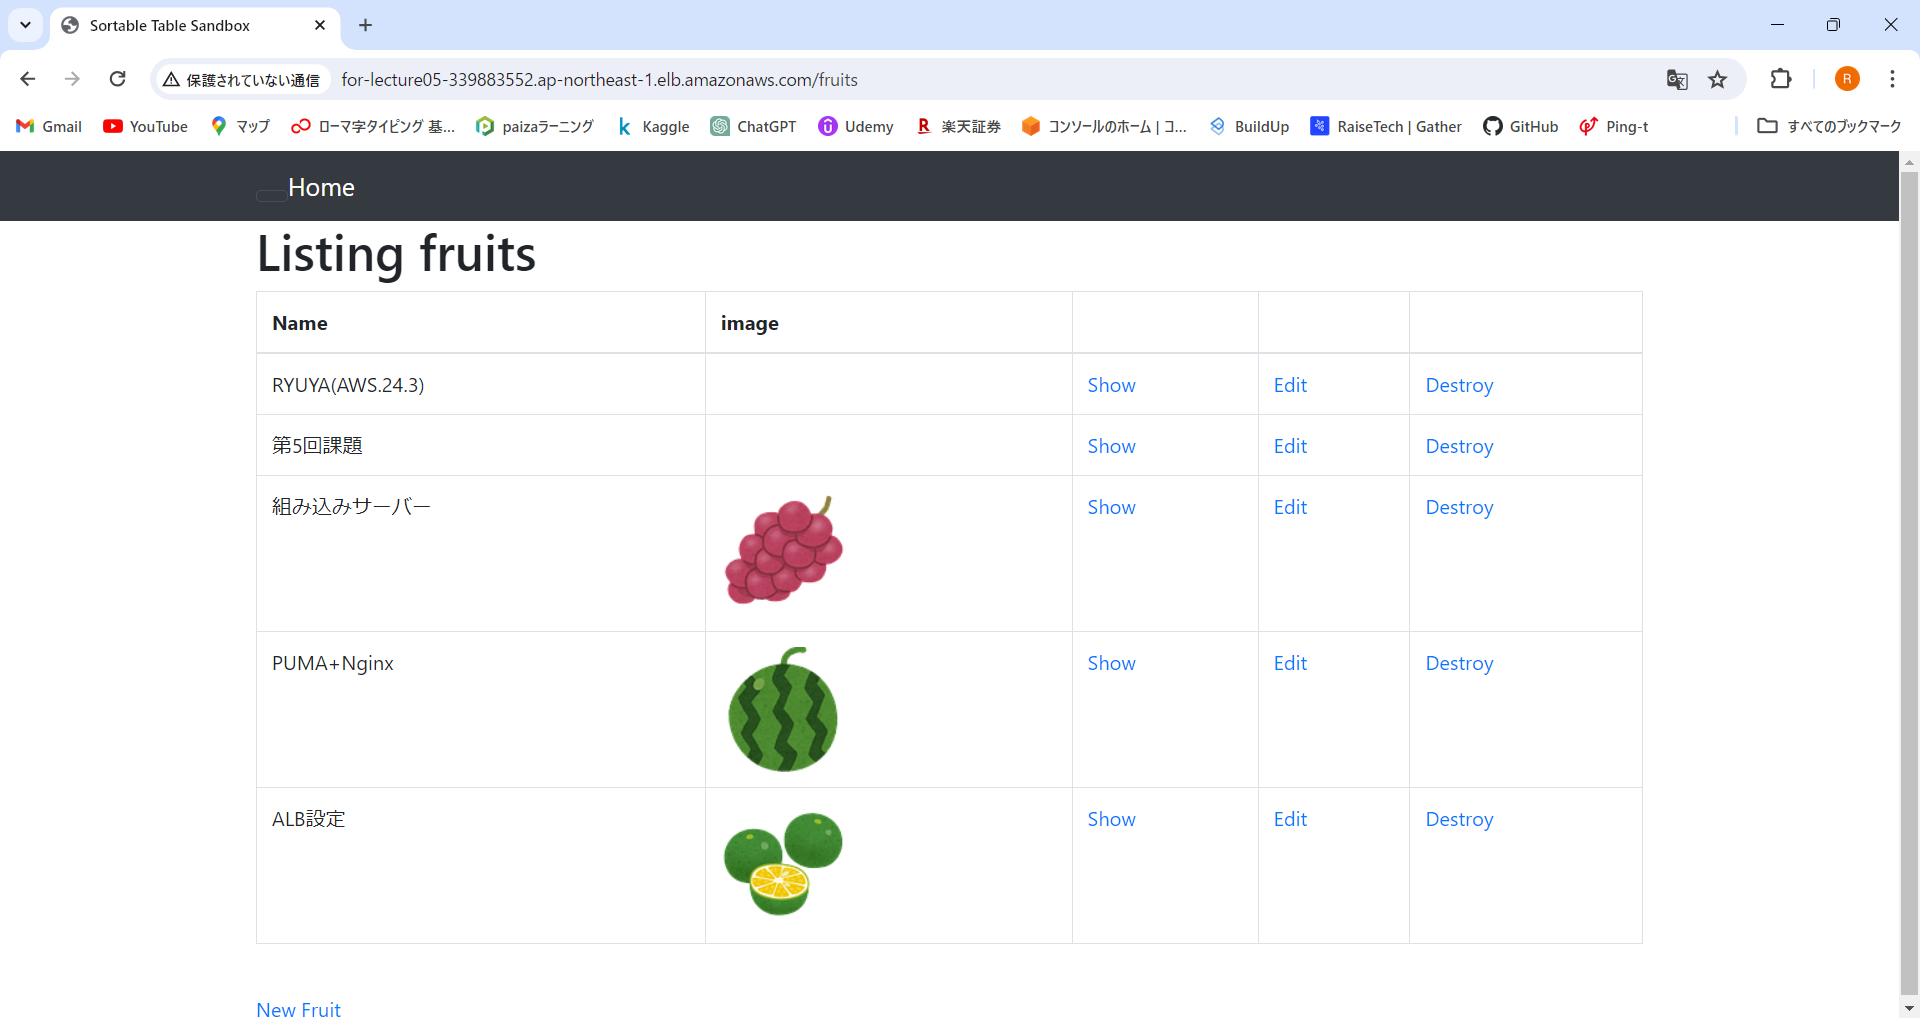 Sortable Table Sandbox
保護されていない通信 for-lecture05-339883552.ap-northeast-1.elb.amazonaws.com/fruits R
Gmail YouTube マップ ローマ字タイピング 基... paizaラーニング Kaggle ChatGPT Udemy 楽天証券 コンソールのホーム | コ... BuildUp RaiseTech | Gather GitHub Ping-t すべてのブックマーク
Home
Listing fruits
Name image
RYUYA(AWS.24.3) Show Edit Destroy
第5回課題 Show Edit Destroy
組み込みサーバー Show Edit Destroy
PUMA+Nginx Show Edit Destroy
ALB設定 Show Edit Destroy
New Fruit